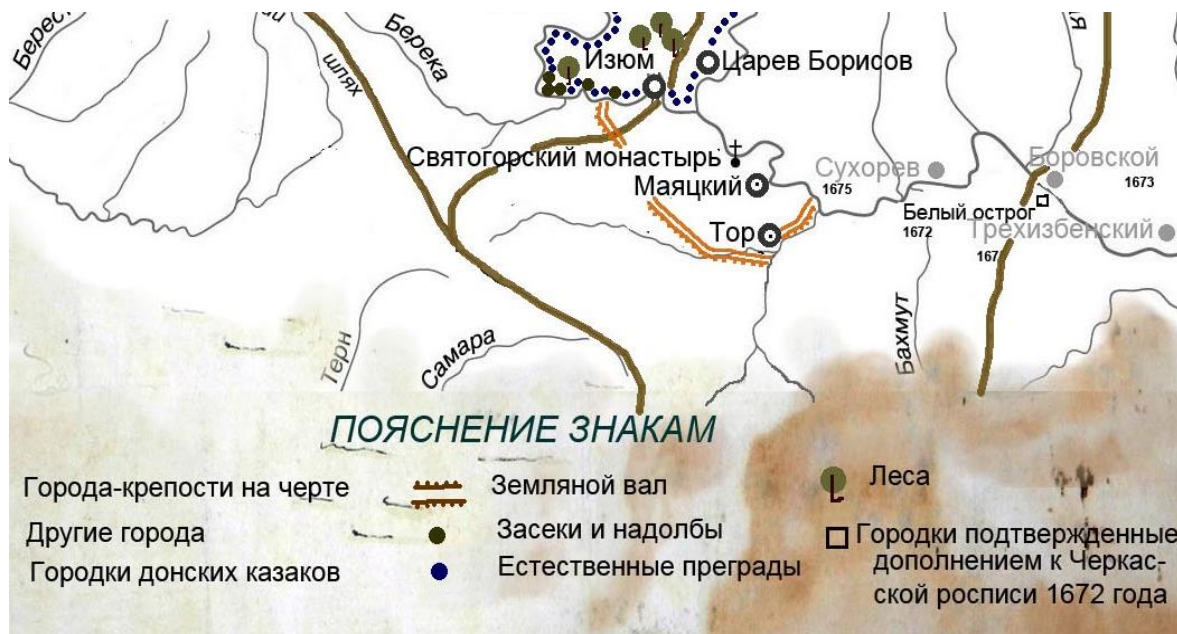 Берека
шлях
Изюм
Царев Борисов
Святогорский монастырь
Маяцкий
Сухорев
1675
Боровской
1673
Белый острог
1672
Трехизбенский
167
Тор
Терн
Самара
Бахмут
ПОЯСНЕНИЕ ЗНАКАМ
Города-крепости на черте
Земляной вал
Леса
Другие города
Засеки и надолбы
Городки подтвержденные
дополнением к Черкас-
ской росписи 1672 года
Городки донских казаков
Естественные преграды